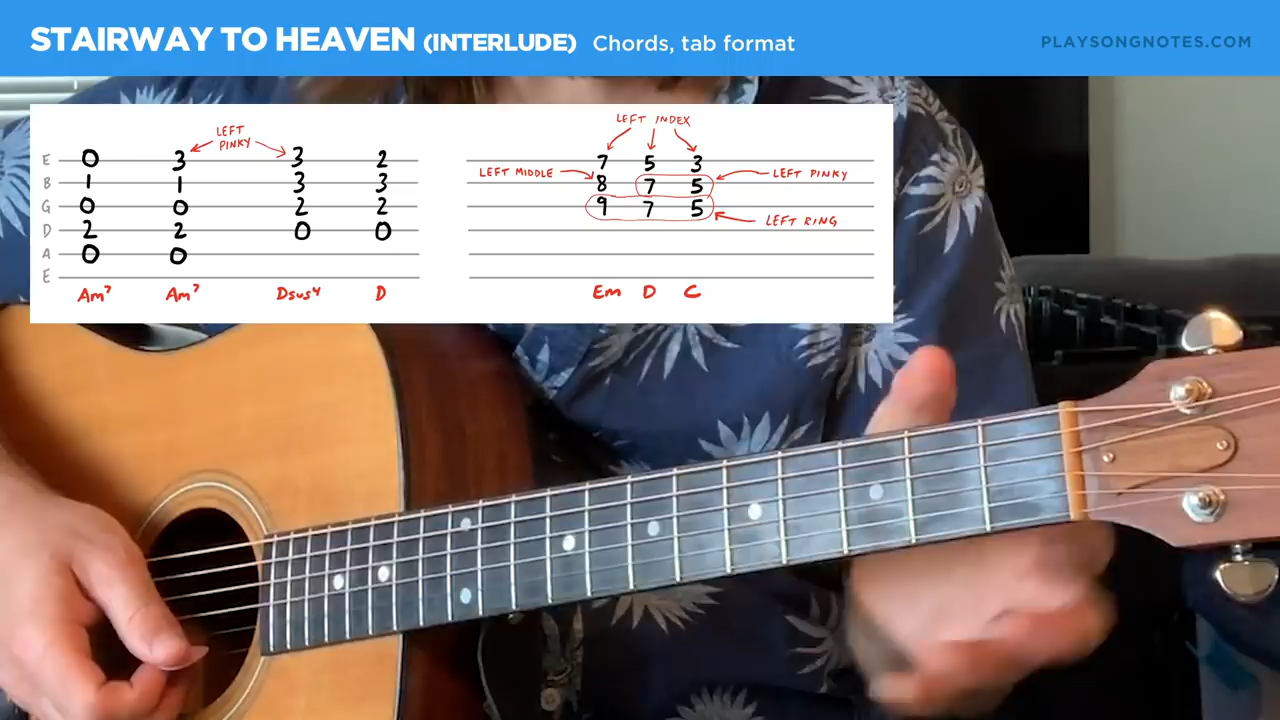 STAIRWAY TO HEAVEN (INTERLUDE) Chords, tab format
PLAYSONGNOTES.COM
LEFT PINKY
E 0 3 3 2
B 1 1 3 3
G 0 0 2 2
D 2 2 0 0
A 0 0
E
Am7 Am7 Dsus4 D
LEFT INDEX
7 5 3
LEFT MIDDLE 8 7 5 LEFT PINKY
9 7 5
LEFT RING
Em D C